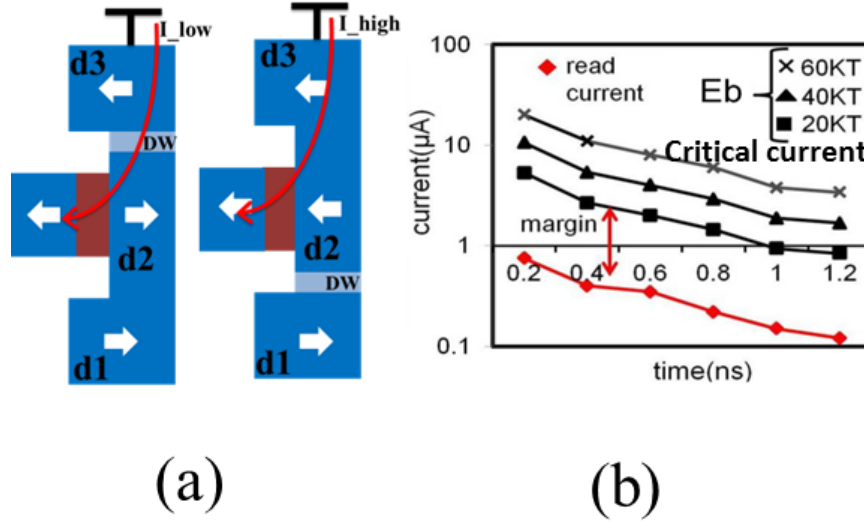 I_low
d3
DW
d2
d1
I_high
d3
d2
DW
d1
(a)
100
10
1
0.1
current(μA)
read
current
Eb
60KT
40KT
20KT
Critical current
margin
0.2 0.4 0.6 0.8 1 1.2
time(ns)
(b)